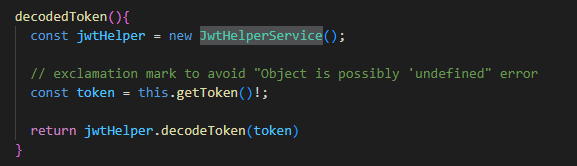 decodedToken(){
const jwtHelper = new JwtHelperService();
// exclamation mark to avoid "Object is possibly 'undefined" error
const token = this.getToken()!;
return jwtHelper.decodeToken(token)
}